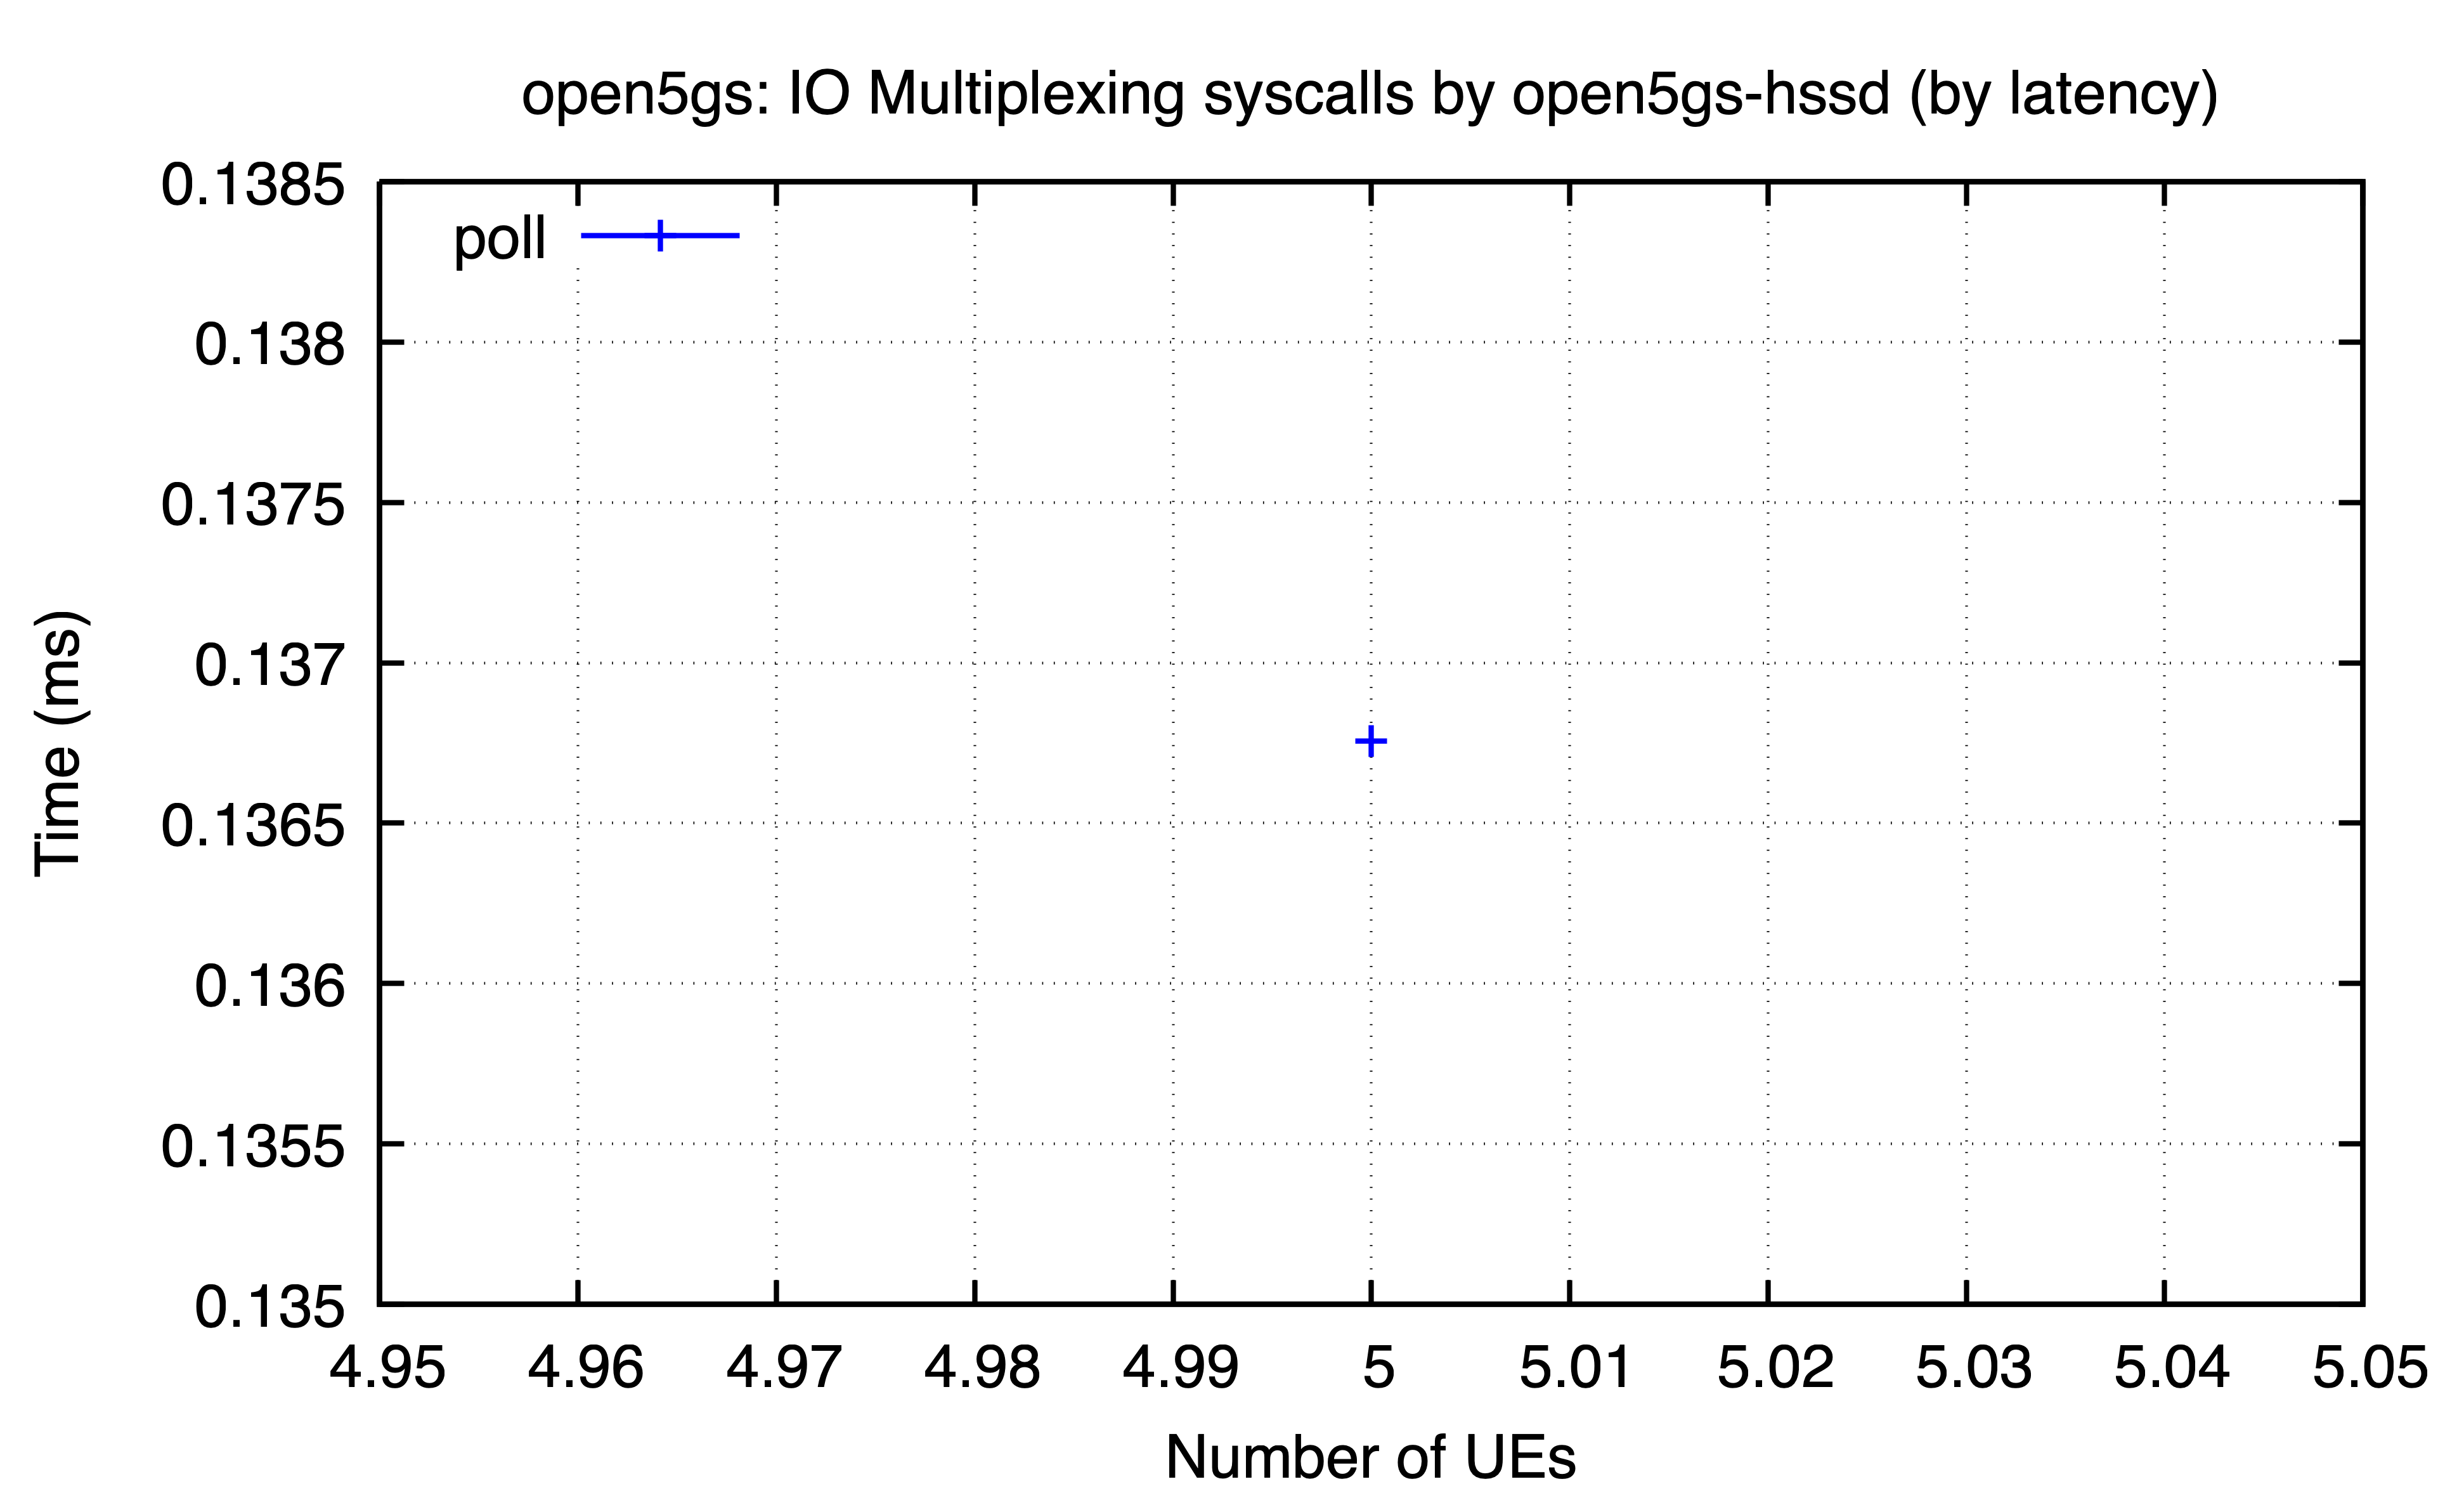 open5gs: IO Multiplexing syscalls by open5gs-hssd (by latency)
0.1385
poll
0.138
0.1375
0.137
0.1365
0.136
0.1355
0.135
Time (ms)
4.95 4.96 4.97 4.98 4.99 5 5.01 5.02 5.03 5.04 5.05
Number of UEs